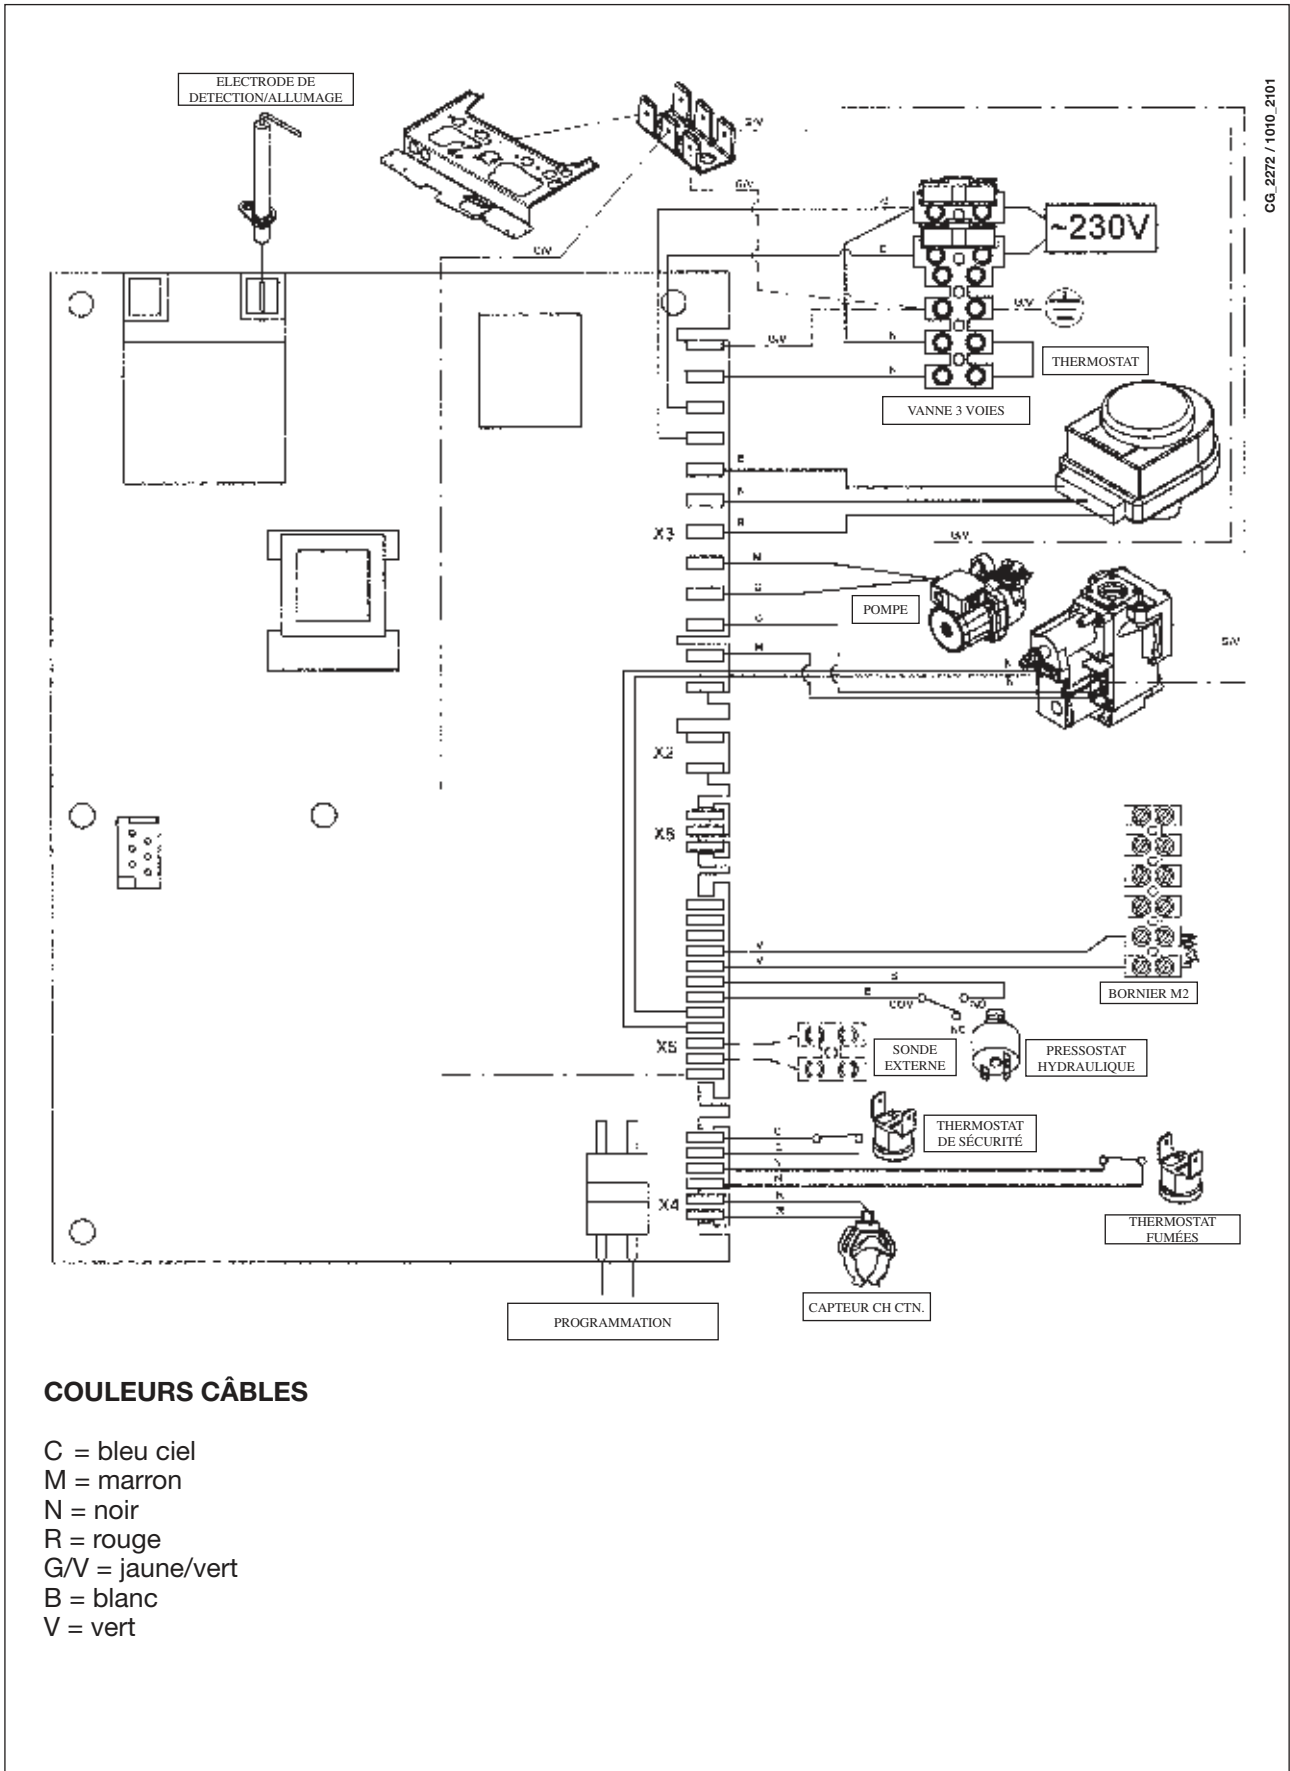 ELECTRODE DE
DETECTION/ALLUMAGE
CG_2272 / 1010_2101
G/V
G/V
G/V
~230V
G/V
G/V
N
N
THERMOSTAT
VANNE 3 VOIES
X3
R
G/V
M
POMPE
M
N
N
G/V
X2
V
V
BORNIER M2
NO
NC
SONDE
EXTERNE
PRESSOSTAT
HYDRAULIQUE
THERMOSTAT
DE SÉCURITÉ
X4
THERMOSTAT
FUMÉES
CAPTEUR CH CTN.
PROGRAMMATION
COULEURS CÂBLES
C = bleu ciel
M = marron
N = noir
R = rouge
G/V = jaune/vert
B = blanc
V = vert